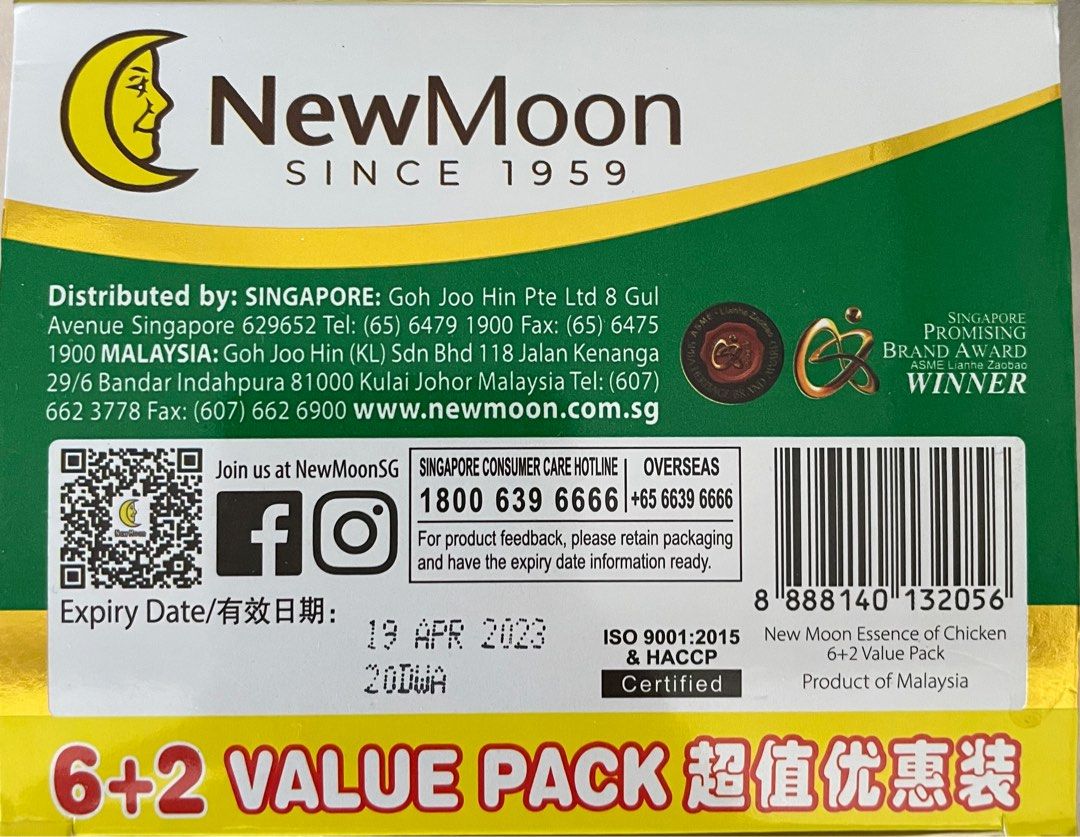 NewMoon
SINCE 1959
Distributed by: SINGAPORE: Goh Joo Hin Pte Ltd 8 Gul
Avenue Singapore 629652 Tel: (65) 6479 1900 Fax: (65) 6475
1900 MALAYSIA: Goh Joo Hin (KL) Sdn Bhd 118 Jalan Kenanga
29/6 Bandar Indahpura 81000 Kulai Johor Malaysia Tel: (607)
662 3778 Fax: (607) 662 6900 www.newmoon.com.sg
SINGAPORE
PROMISING
BRAND AWARD
ASME Lianhe Zaobao
WINNER
NewMoon
Join us at NewMoonSG
SINGAPORE CONSUMER CARE HOTLINE
1800 639 6666
OVERSEAS
+65 6639 6666
For product feedback, please retain packaging
and have the expiry date information ready.
8 888140 132056
Expiry Date/有效日期:
19 APR 2023
20DWA
ISO 9001:2015
& HACCP
Certified
New Moon Essence of Chicken
6+2 Value Pack
Product of Malaysia
6+2 VALUE PACK 超值优惠装